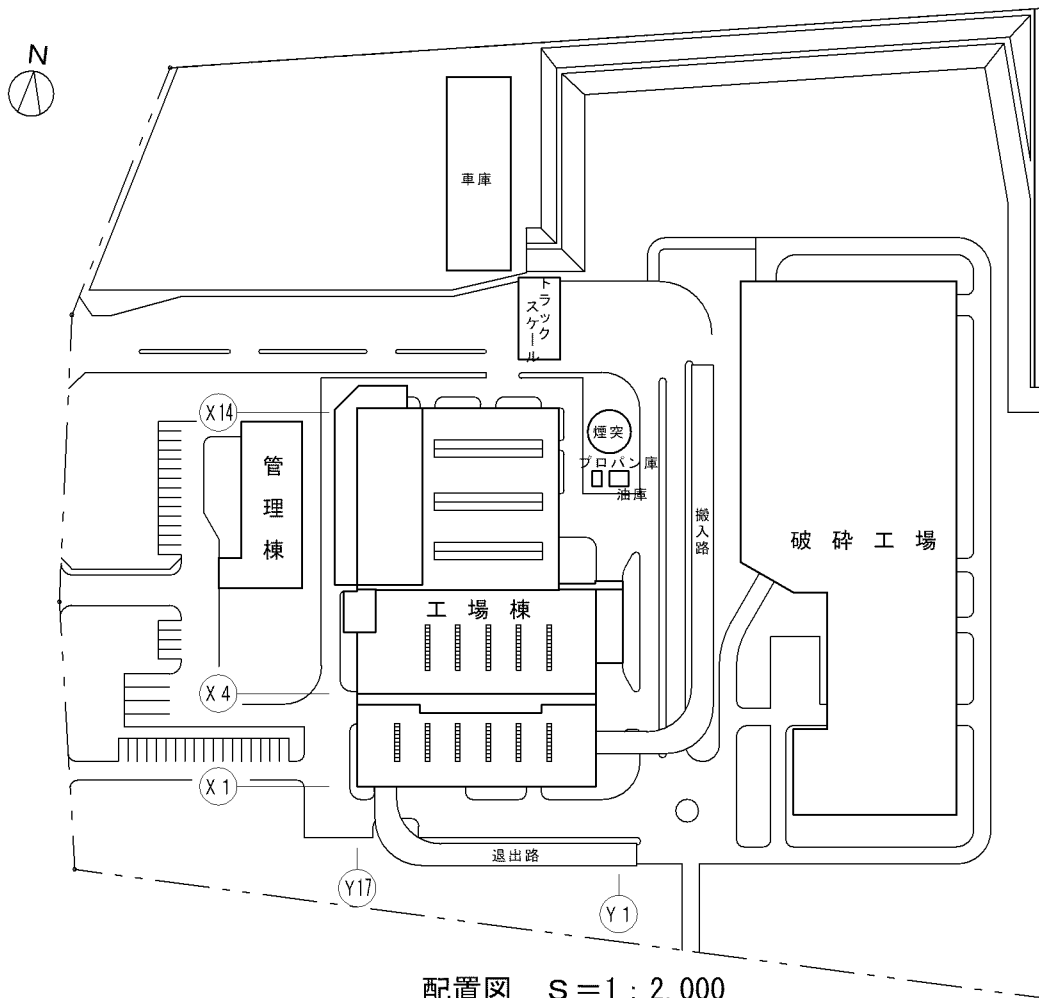 N
車庫
トラック
スケール
X14
煙突
管理棟
プロパン庫
油庫
搬入路
破砕工場
工場棟
X4
X1
退出路
Y17
Y1
配置図 S=1:2,000